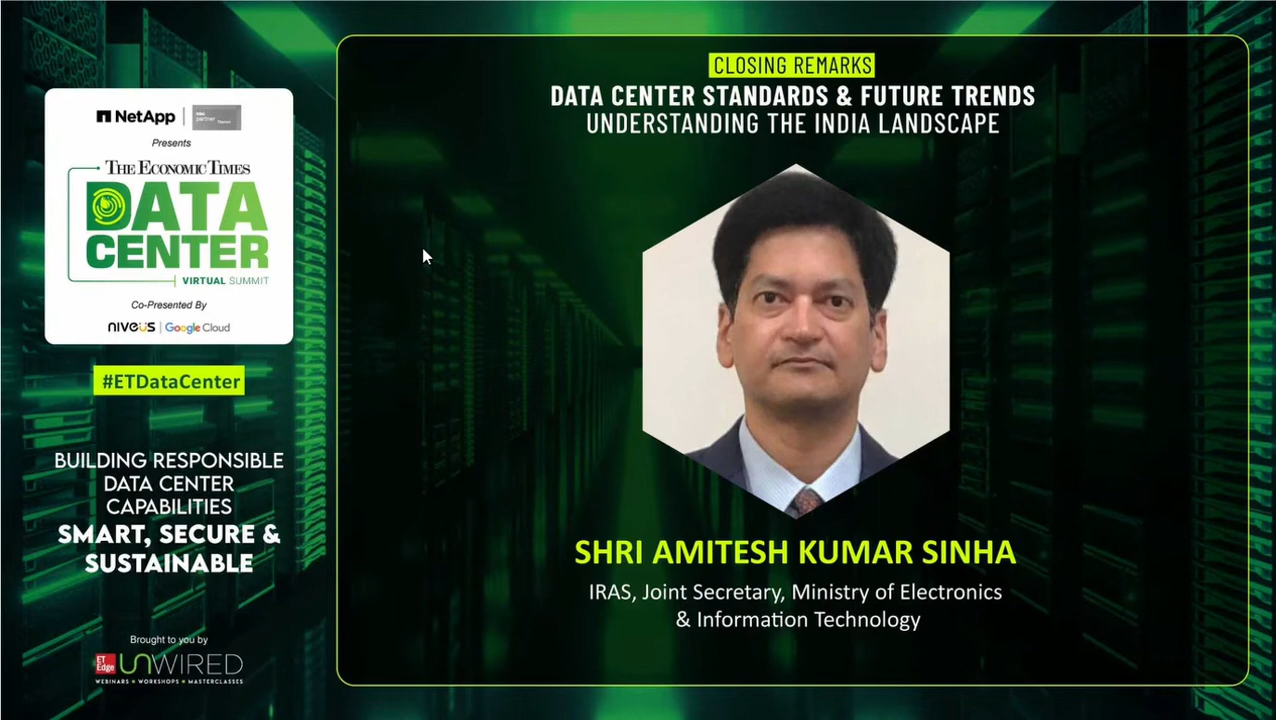 NetApp
Presents
THE ECONOMIC TIMES
DATA
CENTER
VIRTUAL SUMMIT
Co-Presented By
niveus | Google Cloud
#ETDataCenter
BUILDING RESPONSIBLE
DATA CENTER
CAPABILITIES
SMART, SECURE &
SUSTAINABLE
Brought to you by
ET Edge UNWIRED
WEBINARS • WORKSHOPS • MASTERCLASSES
CLOSING REMARKS
DATA CENTER STANDARDS & FUTURE TRENDS
UNDERSTANDING THE INDIA LANDSCAPE
SHRI AMITESH KUMAR SINHA
IRAS, Joint Secretary, Ministry of Electronics
& Information Technology